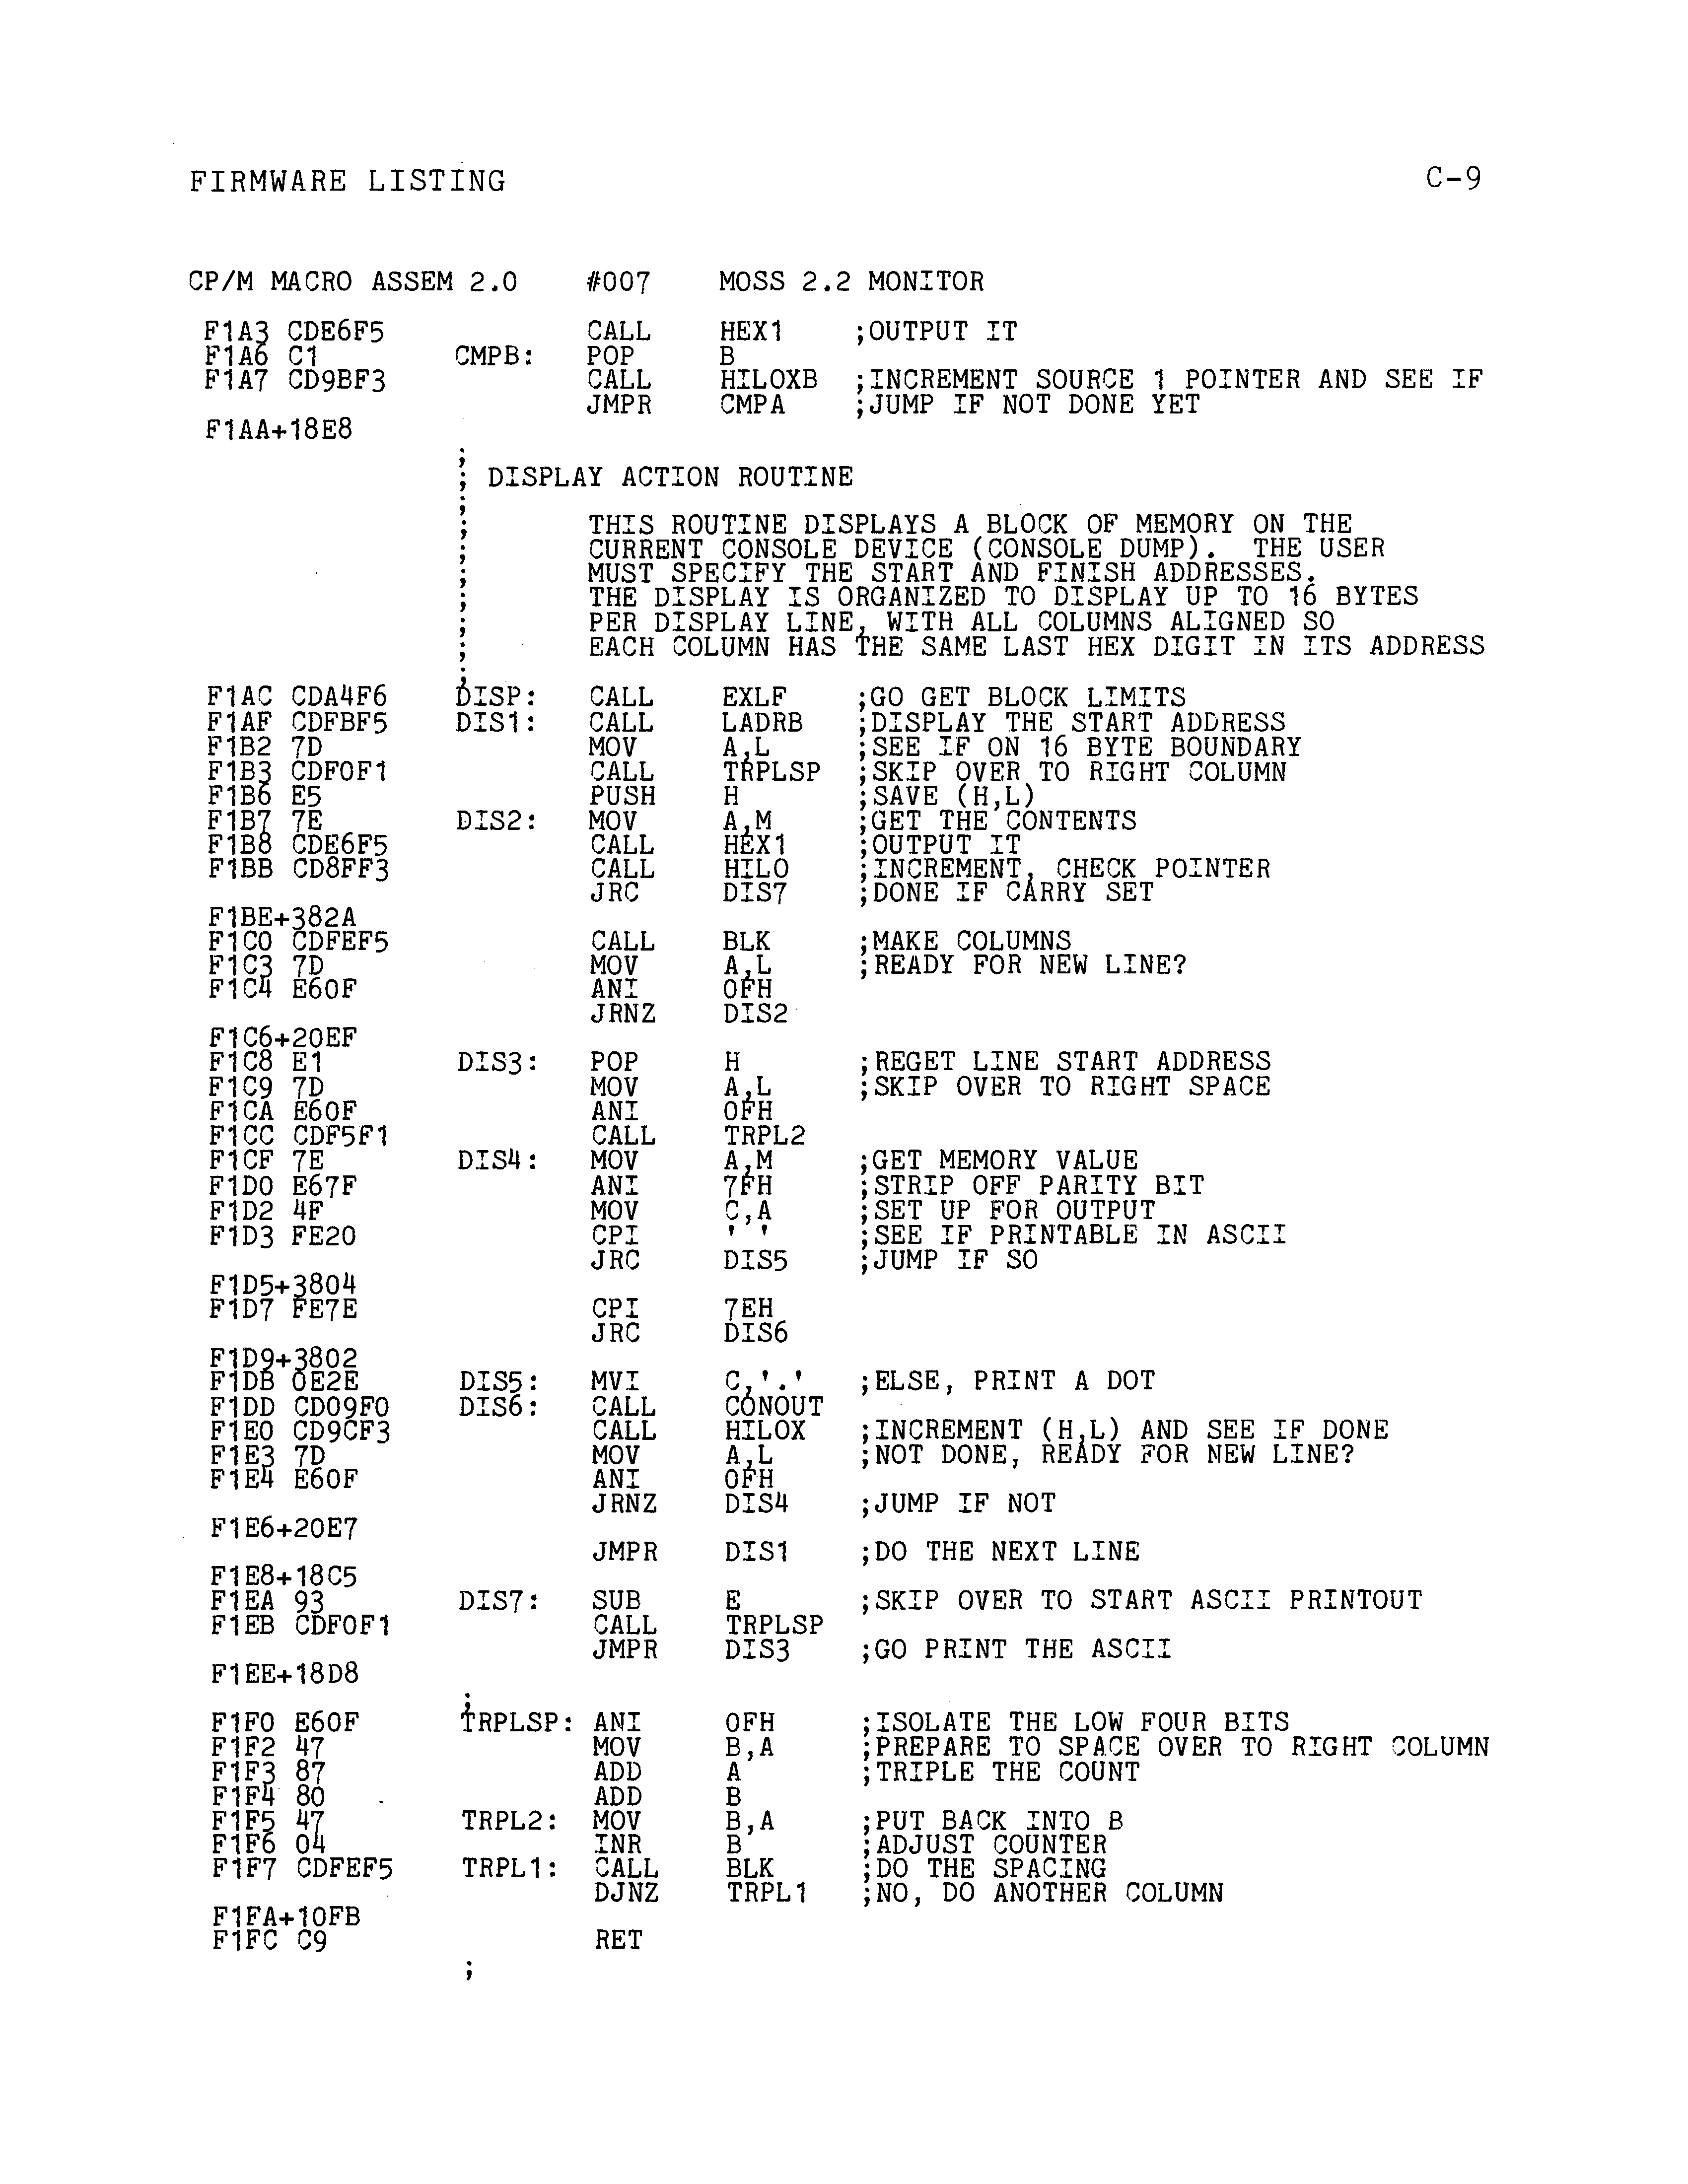 FIRMWARE LISTING                                        C-9
CP/M MACRO ASSEM 2.0    #007    MOSS 2.2 MONITOR
F1A3 CDE6F5             CALL    HEX1    ;OUTPUT IT
F1A6 C1         CMPB:   POP     B
F1A7 CD9BF3             CALL    HILOXB  ;INCREMENT SOURCE 1 POINTER AND SEE IF
                        JMPR    CMPA    ;JUMP IF NOT DONE YET
F1AA+18E8
                ;
                ; DISPLAY ACTION ROUTINE
                ;
                ;       THIS ROUTINE DISPLAYS A BLOCK OF MEMORY ON THE
                ;       CURRENT CONSOLE DEVICE (CONSOLE DUMP).  THE USER
                ;       MUST SPECIFY THE START AND FINISH ADDRESSES.
                ;       THE DISPLAY IS ORGANIZED TO DISPLAY UP TO 16 BYTES
                ;       PER DISPLAY LINE, WITH ALL COLUMNS ALIGNED SO
                ;       EACH COLUMN HAS THE SAME LAST HEX DIGIT IN ITS ADDRESS
                ;
F1AC CDA4F6     DISP:   CALL    EXLF    ;GO GET BLOCK LIMITS
F1AF CDFBF5     DIS1:   CALL    LADRB   ;DISPLAY THE START ADDRESS
F1B2 7D                 MOV     A,L     ;SEE IF ON 16 BYTE BOUNDARY
F1B3 CDF0F1             CALL    TRPLSP  ;SKIP OVER TO RIGHT COLUMN
F1B6 E5                 PUSH    H       ;SAVE (H,L)
F1B7 7E         DIS2:   MOV     A,M     ;GET THE CONTENTS
F1B8 CDE6F5             CALL    HEX1    ;OUTPUT IT
F1BB CD8FF3             CALL    HILO    ;INCREMENT, CHECK POINTER
                        JRC     DIS7    ;DONE IF CARRY SET
F1BE+382A
F1C0 CDFEF5             CALL    BLK     ;MAKE COLUMNS
F1C3 7D                 MOV     A,L     ;READY FOR NEW LINE?
F1C4 E60F               ANI     0FH
                        JRNZ    DIS2
F1C6+20EF
F1C8 E1         DIS3:   POP     H       ;REGET LINE START ADDRESS
F1C9 7D                 MOV     A,L     ;SKIP OVER TO RIGHT SPACE
F1CA E60F               ANI     0FH
F1CC CDF5F1             CALL    TRPL2
F1CF 7E         DIS4:   MOV     A,M     ;GET MEMORY VALUE
F1D0 E67F               ANI     7FH     ;STRIP OFF PARITY BIT
F1D2 4F                 MOV     C,A     ;SET UP FOR OUTPUT
F1D3 FE20               CPI     ' '     ;SEE IF PRINTABLE IN ASCII
                        JRC     DIS5    ;JUMP IF SO
F1D5+3804
F1D7 FE7E               CPI     7EH
                        JRC     DIS6
F1D9+3802
F1DB 0E2E       DIS5:   MVI     C,'.'   ;ELSE, PRINT A DOT
F1DD CD09F0     DIS6:   CALL    CONOUT
F1E0 CD9CF3             CALL    HILOX   ;INCREMENT (H,L) AND SEE IF DONE
F1E3 7D                 MOV     A,L     ;NOT DONE, READY FOR NEW LINE?
F1E4 E60F               ANI     0FH
                        JRNZ    DIS4    ;JUMP IF NOT
F1E6+20E7
                        JMPR    DIS1    ;DO THE NEXT LINE
F1E8+18C5
F1EA 93         DIS7:   SUB     E       ;SKIP OVER TO START ASCII PRINTOUT
F1EB CDF0F1             CALL    TRPLSP
                        JMPR    DIS3    ;GO PRINT THE ASCII
F1EE+18D8
                ;
F1F0 E60F       TRPLSP: ANI     0FH     ;ISOLATE THE LOW FOUR BITS
F1F2 47                 MOV     B,A     ;PREPARE TO SPACE OVER TO RIGHT COLUMN
F1F3 87                 ADD     A       ;TRIPLE THE COUNT
F1F4 80                 ADD     B
F1F5 47         TRPL2:  MOV     B,A     ;PUT BACK INTO B
F1F6 04                 INR     B       ;ADJUST COUNTER
F1F7 CDFEF5     TRPL1:  CALL    BLK     ;DO THE SPACING
                        DJNZ    TRPL1   ;NO, DO ANOTHER COLUMN
F1FA+10FB
F1FC C9                 RET
                ;